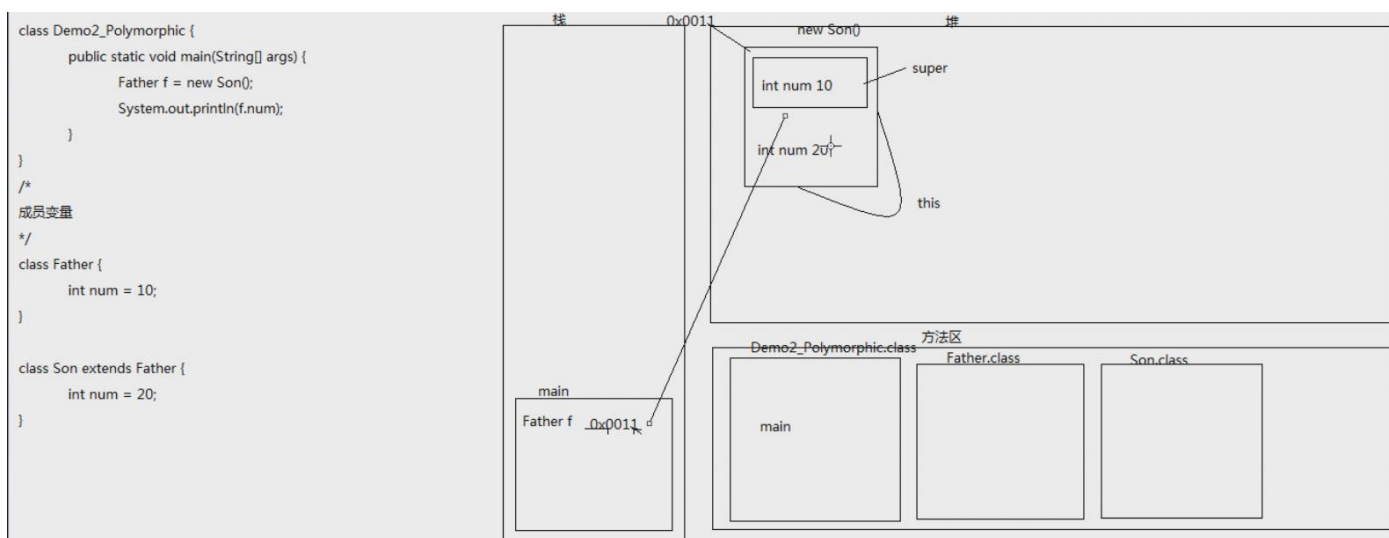 class Demo2_Polymorphic {
public static void main(String[] args) {
Father f = new Son();
System.out.println(f.num);
}
}
/*
成员变量
*/
class Father {
int num = 10;
}
class Son extends Father {
int num = 20;
}
栈
main
Father f 0x0011
0x0011
堆
new Son()
int num 10
super
int num 20
this
方法区
Demo2_Polymorphic.class
main
Father.class
Son.class